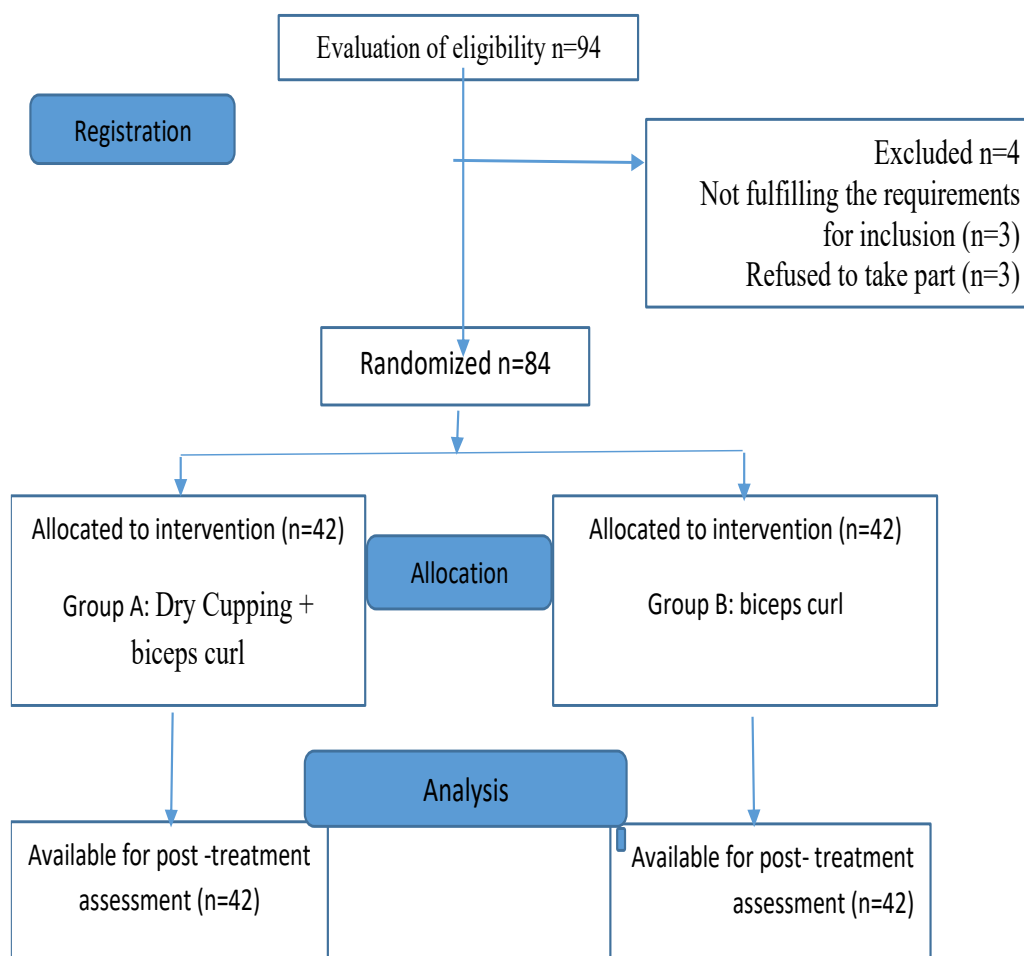 Evaluation of eligibility n=94
Registration
Excluded n=4
Not fulfilling the requirements
for inclusion (n=3)
Refused to take part (n=3)
Randomized n=84
Allocated to intervention (n=42)
Group A: Dry Cupping +
biceps curl
Allocation
Allocated to intervention (n=42)
Group B: biceps curl
Analysis
Available for post -treatment
assessment (n=42)
Available for post- treatment
assessment (n=42)